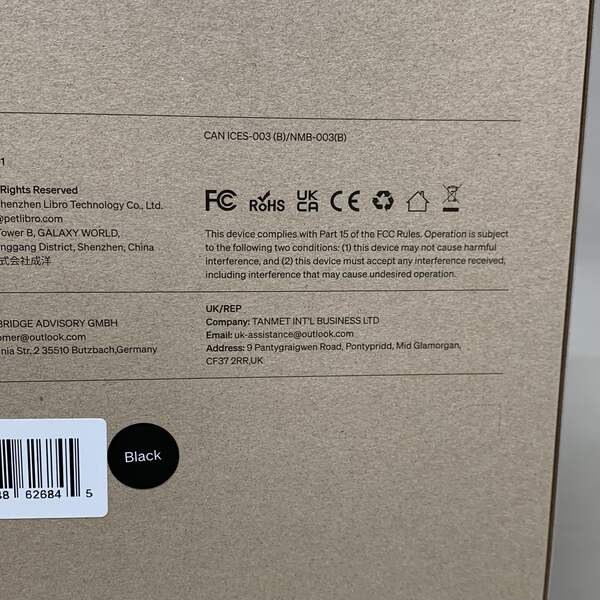 CAN ICES-003 (B)/NMB-003(B)
1
Rights Reserved
henzhen Libro Technology Co., Ltd.
@petlibro.com
Tower B, GALAXY WORLD,
nggang District, Shenzhen, China
式会社成洋
FC RoHS UK CA CE
This device complies with Part 15 of the FCC Rules. Operation is subject
to the following two conditions: (1) this device may not cause harmful
interference, and (2) this device must accept any interference received,
including interference that may cause undesired operation.
BRIDGE ADVISORY GMBH
omer@outlook.com
nia Str. 2 35510 Butzbach,Germany
UK/REP
Company: TANMET INT'L BUSINESS LTD
Email: uk-assistance@outlook.com
Address: 9 Pantygraigwen Road, Pontypridd, Mid Glamorgan,
CF37 2RR,UK
62684 5
Black